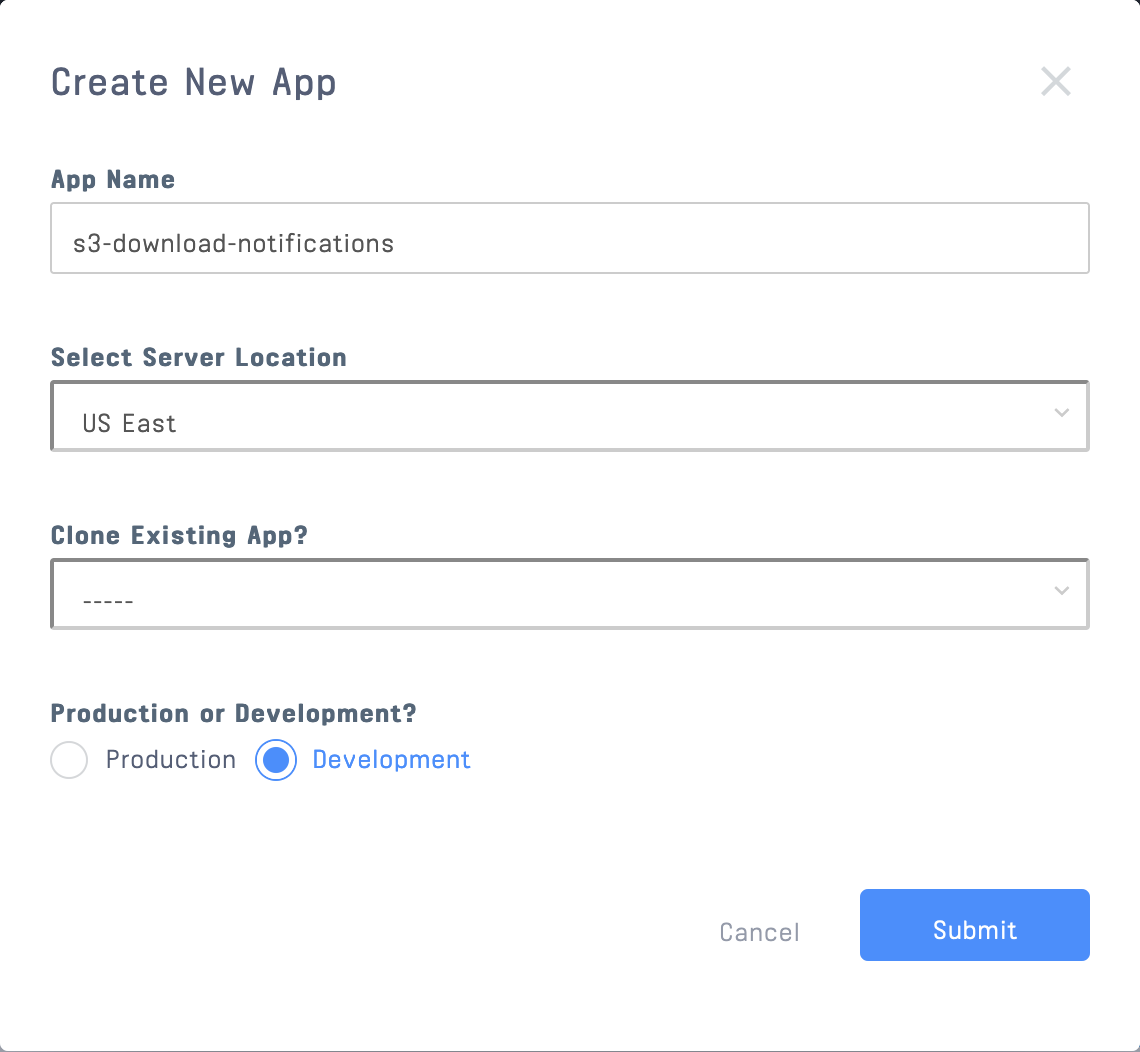 Create New App
App Name
s3-download-notifications
Select Server Location
US East
Clone Existing App?
-----
Production or Development?
Production Development
Cancel Submit